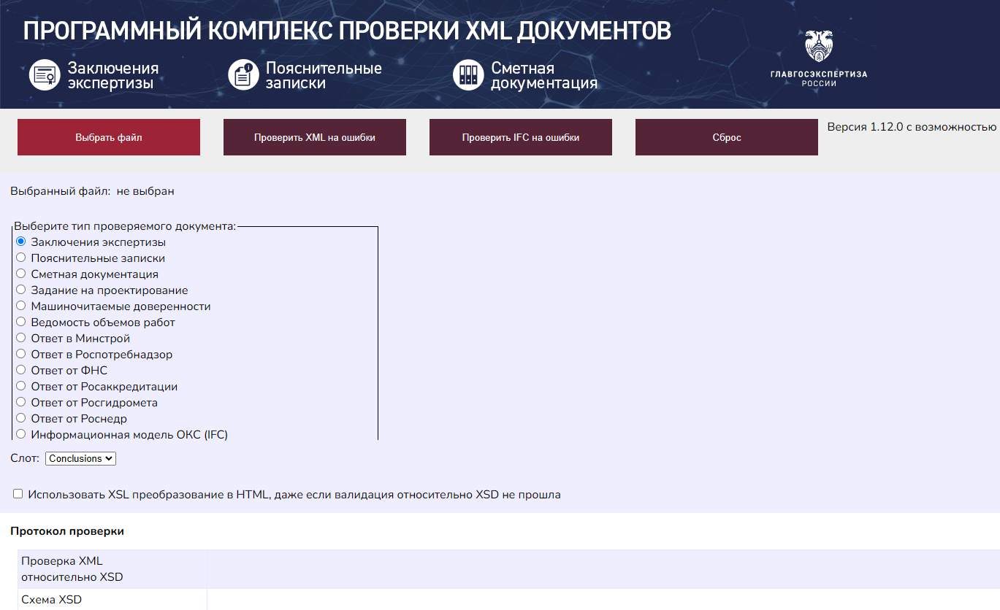 ПРОГРАММНЫЙ КОМПЛЕКС ПРОВЕРКИ XML ДОКУМЕНТОВ
Заключения
экспертизы
Пояснительные
записки
Сметная
документация
ГЛАВГОСЭКСПЕРТИЗА
РОССИИ
Выбрать файл
Проверить XML на ошибки
Проверить IFC на ошибки
Сброс
Версия 1.12.0 с возможностью
Выбранный файл: не выбран
Выберите тип проверяемого документа:
Заключения экспертизы
Пояснительные записки
Сметная документация
Задание на проектирование
Машиночитаемые доверенности
Ведомость объемов работ
Ответ в Минстрой
Ответ в Роспотребнадзор
Ответ от ФНС
Ответ от Росаккредитации
Ответ от Росгидромета
Ответ от Роснедр
Информационная модель ОКС (IFC)
Слот: Conclusions
Использовать XSL преобразование в HTML, даже если валидация относительно XSD не прошла
Протокол проверки
Проверка XML
относительно XSD
Схема XSD